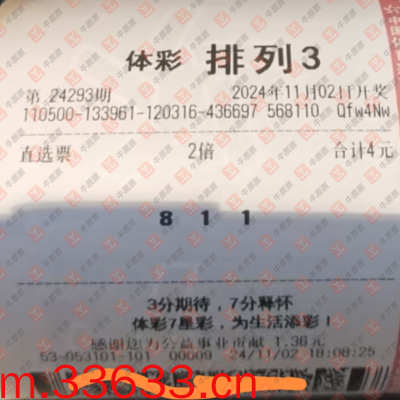 体彩 排列3
第 24293期 2024年11月02日开奖
110500-133961-120316-436697 568110 Qfw4Nw
直选票 2倍 合计4元
8 1 1
3分期待，7分释怀
体彩7星彩，为生活添彩！
感谢您为公益事业贡献 1.36元
53-053101-101 00009 24/11/02 18:08:25
m.33633.cn